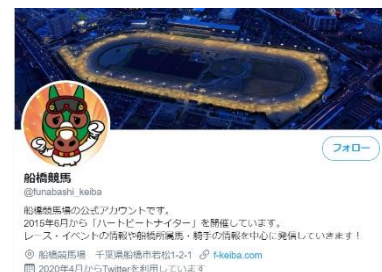 フォロー
船橋競馬
@funabashi_keiba
船橋競馬場の公式アカウントです。
2015年6月から「ハートビートナイター」を開催しています。
レース・イベントの情報や船橋所属馬・騎手の情報を中心に発信していきます！
船橋競馬場 千葉県船橋市若松1-2-1 f-keiba.com
2020年4月からTwitterを利用しています